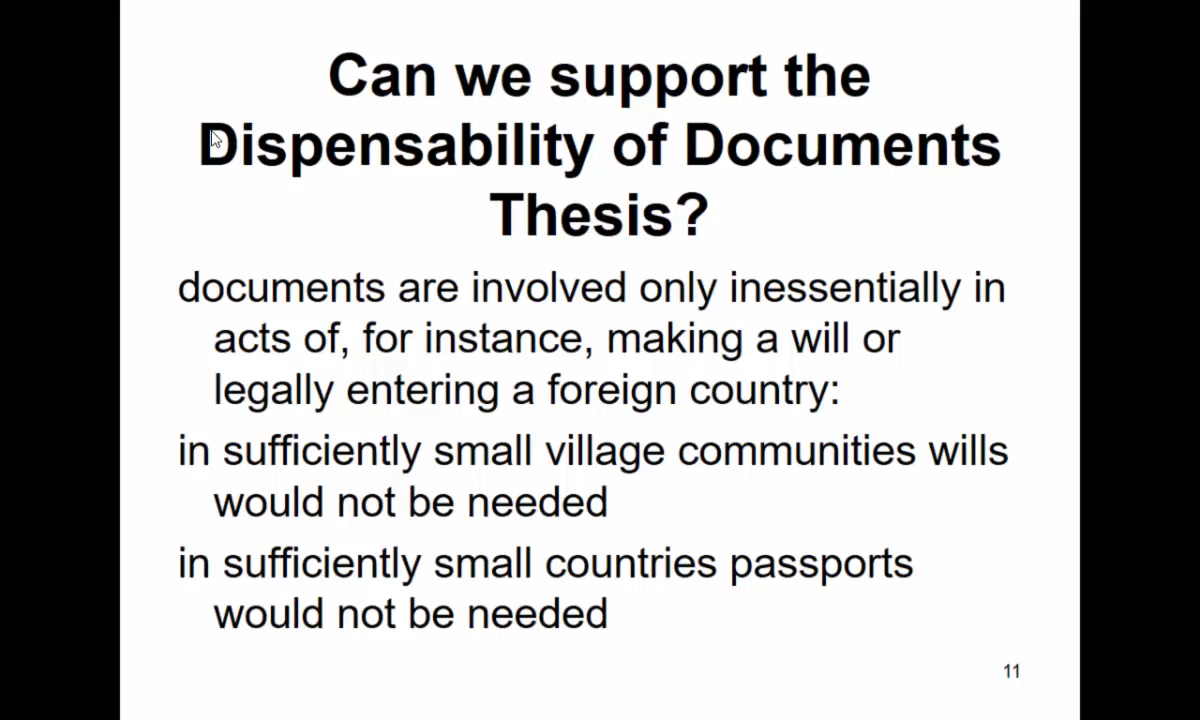 Can we support the
Dispensability of Documents
Thesis?
documents are involved only inessentially in
acts of, for instance, making a will or
legally entering a foreign country:
in sufficiently small village communities wills
would not be needed
in sufficiently small countries passports
would not be needed
11